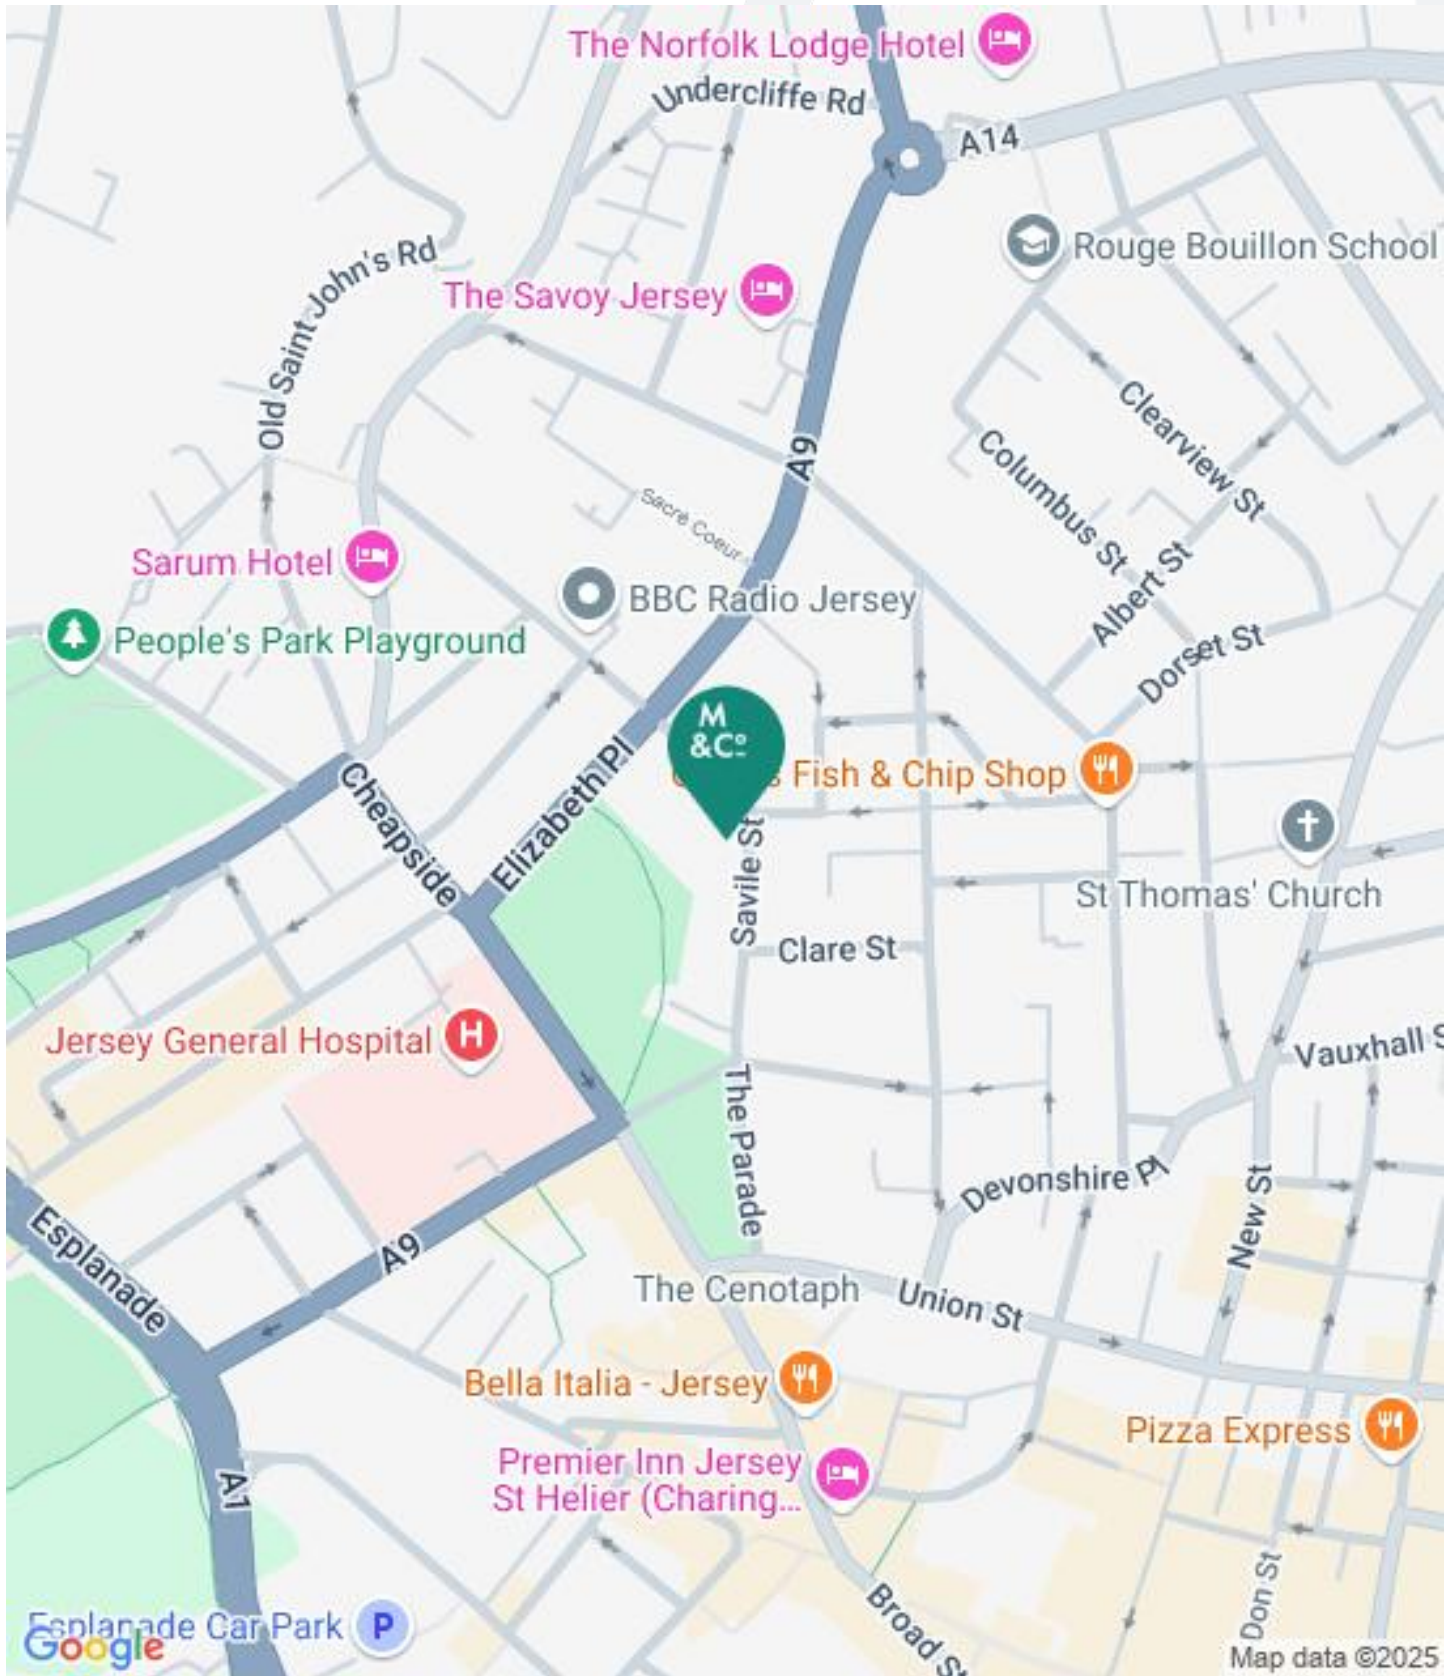 The Norfolk Lodge Hotel
Undercliffe Rd
A14
Rouge Bouillon School
Old Saint John's Rd
The Savoy Jersey
Clearview St
A9
Columbus St
Sacré Coeur
Sarum Hotel
BBC Radio Jersey
Albert St
People's Park Playground
Dorset St
M
&Co
Elizabeth Pl
Fish & Chip Shop
Cheapside
Saville St
St Thomas' Church
Clare St
Jersey General Hospital
H
Vauxhall S
The Parade
Devonshire Pl
New St
Esplanade
A9
The Cenotaph
Union St
Bella Italia - Jersey
Pizza Express
Premier Inn Jersey
St Helier (Charing...
A1
Don St
Broad St
Esplanade Car Park
P
Google
Map data ©2025